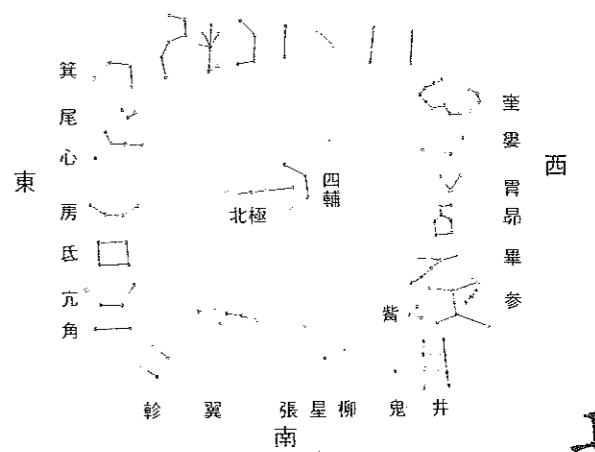 箕
尾
心
房
氐
亢
角
東
北極
四輔
西
奎
婁
胃
昴
畢
参
觜
軫
翼
張
星
柳
鬼
井
南